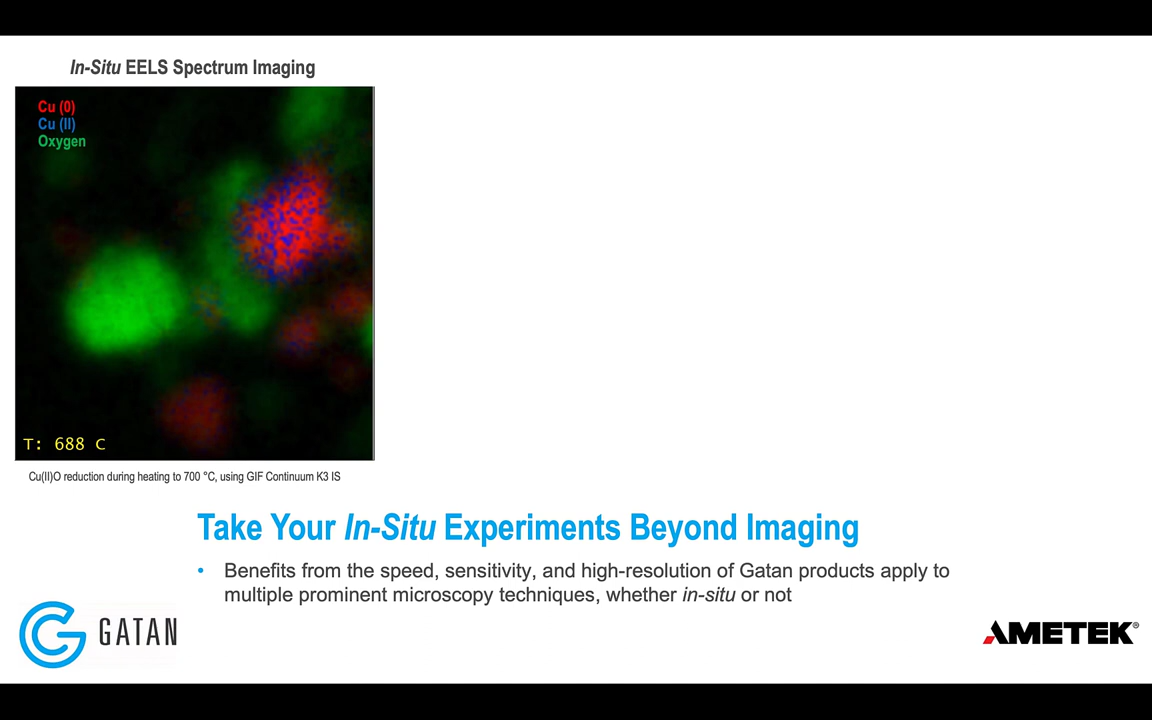 In-Situ EELS Spectrum Imaging
Cu (0)
Cu (II)
Oxygen
T: 688 C
Cu(II)O reduction during heating to 700 °C, using GIF Continuum K3 IS
Take Your In-Situ Experiments Beyond Imaging
• Benefits from the speed, sensitivity, and high-resolution of Gatan products apply to
multiple prominent microscopy techniques, whether in-situ or not
GATAN
AMETEK®